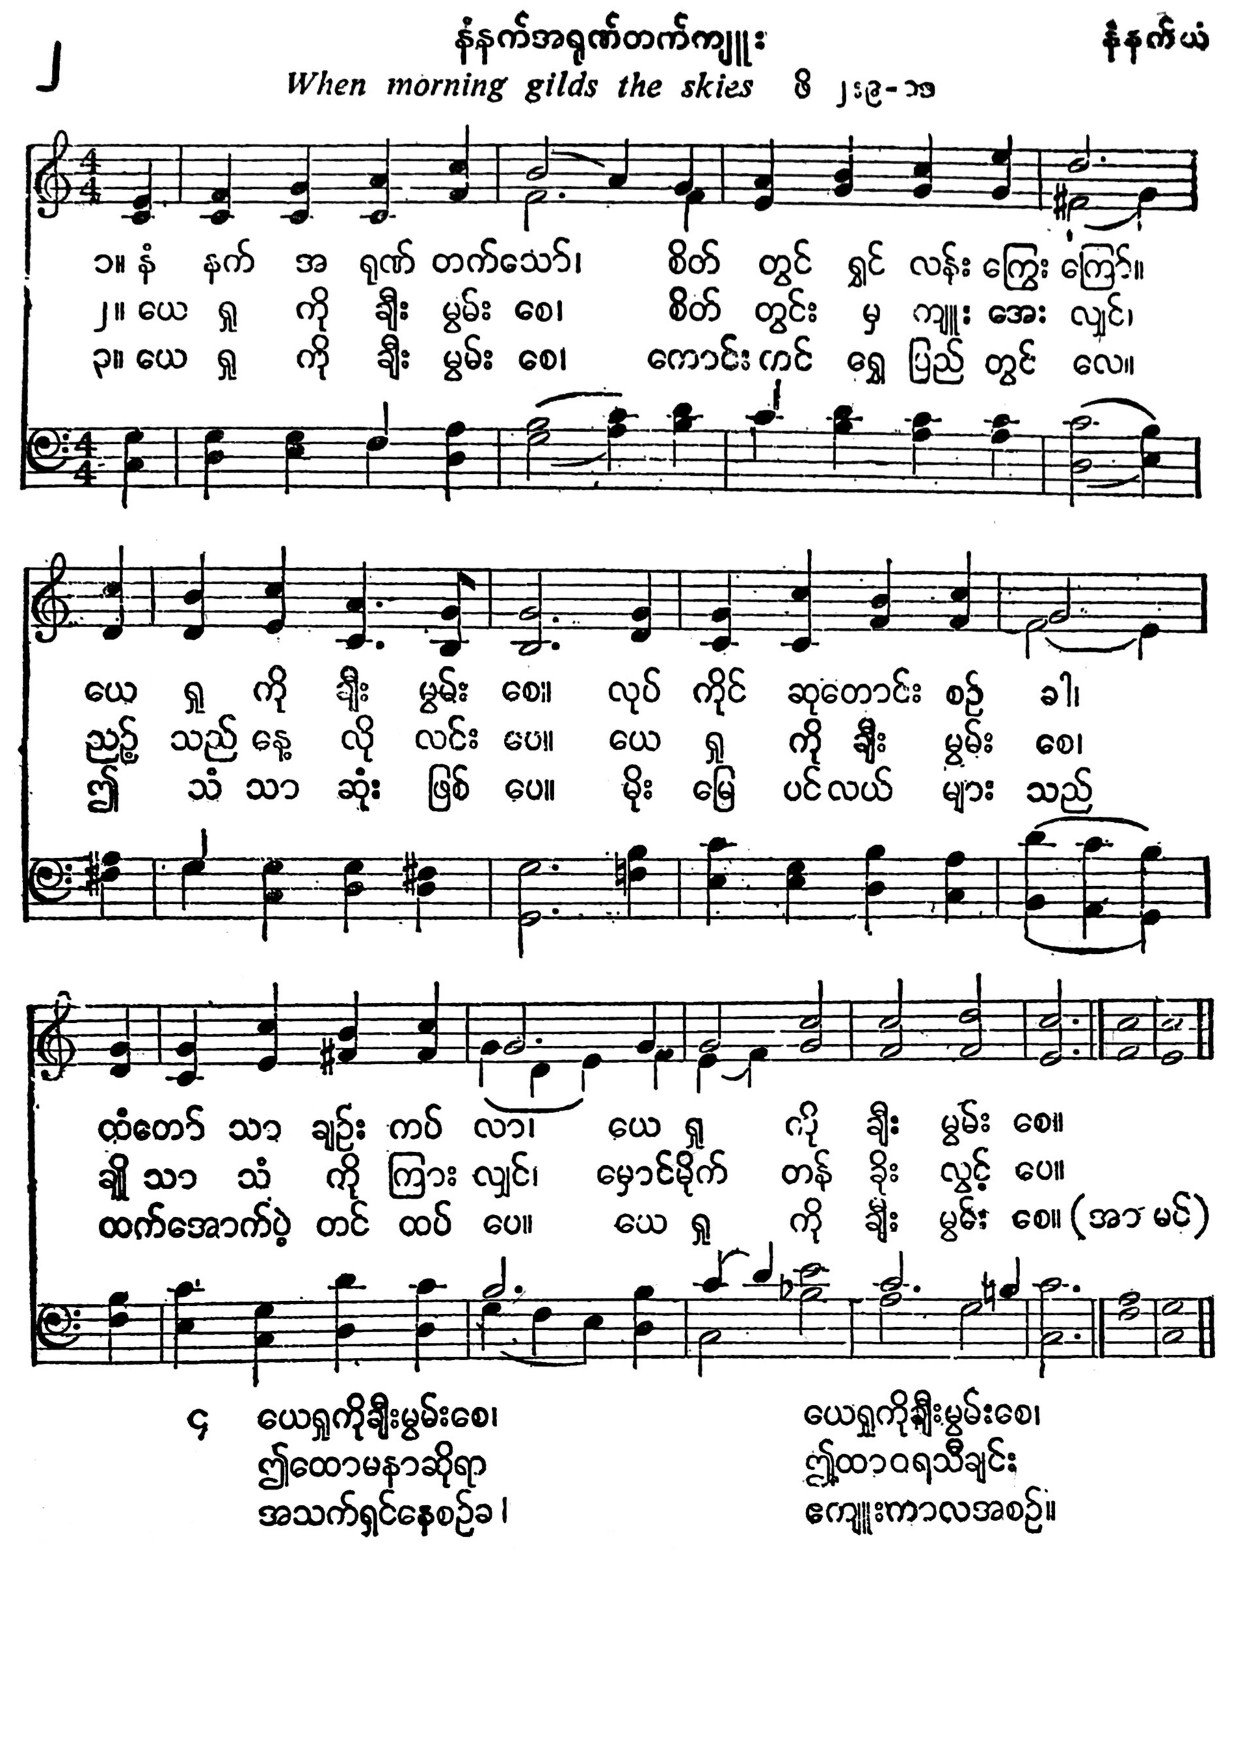 ၂
နံနက်အရုဏ်တက်ကျူး
နံနက်ယံ
When morning gilds the skies ဖိ ၂:၉-၁၁
၁။ နံ နက် အ ရုဏ် တက်သော်၊ စိတ် တွင် ရွှင် လန်း ကြွေး ကြော်။
၂။ ယေ ရှု ကို ချီး မွမ်း စေ၊ စိတ် တွင်း မှ ကျူး အေး လျှင်၊
၃။ ယေ ရှု ကို ချီး မွမ်း စေ၊ ကောင်း ကင် ရွှေ ပြည် တွင် လေ။
ယေ ရှု ကို ချီး မွမ်း စေ။ လုပ် ကိုင် ဆုတောင်း စဉ် ခါ၊
ညဉ့် သည် နေ့ လို လင်း ပေ။ ယေ ရှု ကို ချီး မွမ်း စေ၊
ဤ သံ သာ ဆုံး ဖြစ် ပေ။ မိုး မြေ ပင်လယ် များ သည်
ထံတော် သာ ချဉ်း ကပ် လာ၊ ယေ ရှု ကို ချီး မွမ်း စေ။
ချို သာ သံ ကို ကြား လျှင်၊ မှောင်မိုက် တန် ခိုး လွင့် ပေ။
ထက်အောက်ပဲ့ တင် ထပ် ပေ။ ယေ ရှု ကို ချီး မွမ်း စေ။ (အာ မင်)
၄ ယေရှုကိုချီးမွမ်းစေ၊ ယေရှုကိုချီးမွမ်းစေ၊
ဤထောမနာဆိုရာ ဤထာဝရသီချင်း
အသက်ရှင်နေစဉ်ခ၊ ဧကျူးကာလအစဉ်။